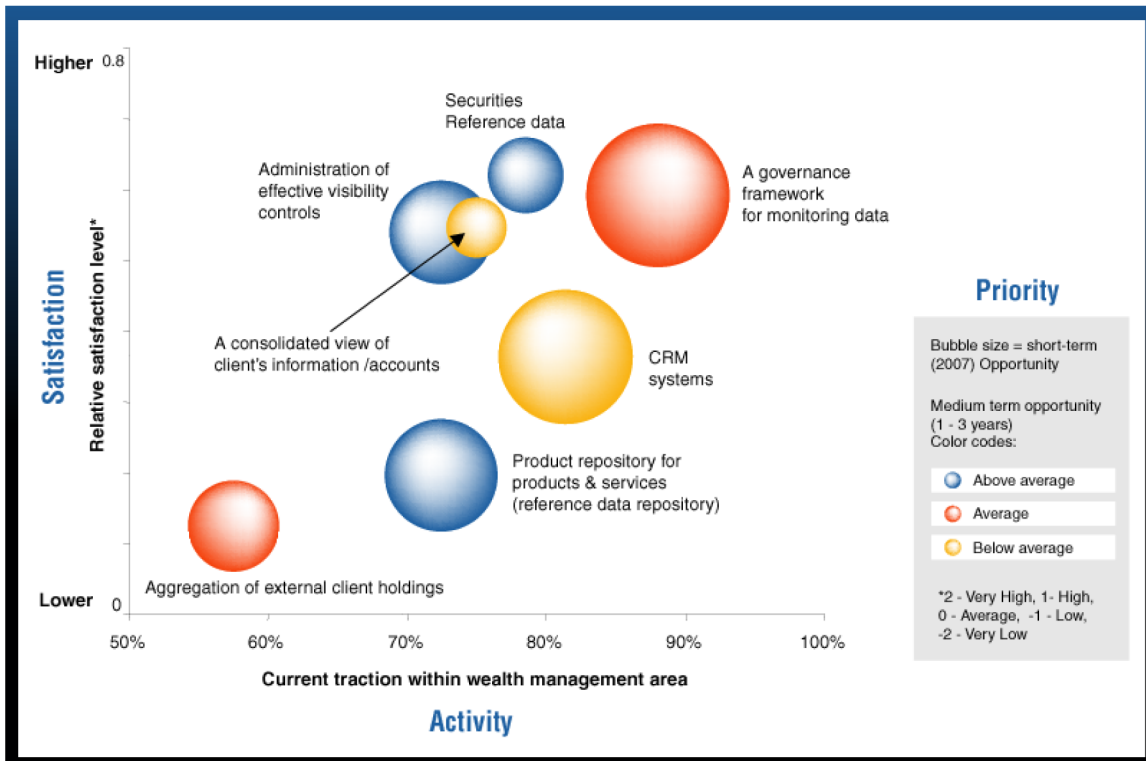 Higher
0.8
Securities
Reference data
Administration of
effective visibility
controls
A governance
framework
for monitoring data
Satisfaction
Relative satisfaction level*
A consolidated view of
client's information /accounts
CRM
systems
Product repository for
products & services
(reference data repository)
Aggregation of external client holdings
Lower
0
50%
60%
70%
80%
90%
100%
Current traction within wealth management area
Activity
Priority
Bubble size = short-term
(2007) Opportunity
Medium term opportunity
(1 - 3 years)
Color codes:
Above average
Average
Below average
*2 - Very High, 1- High,
0 - Average, -1 - Low,
-2 - Very Low